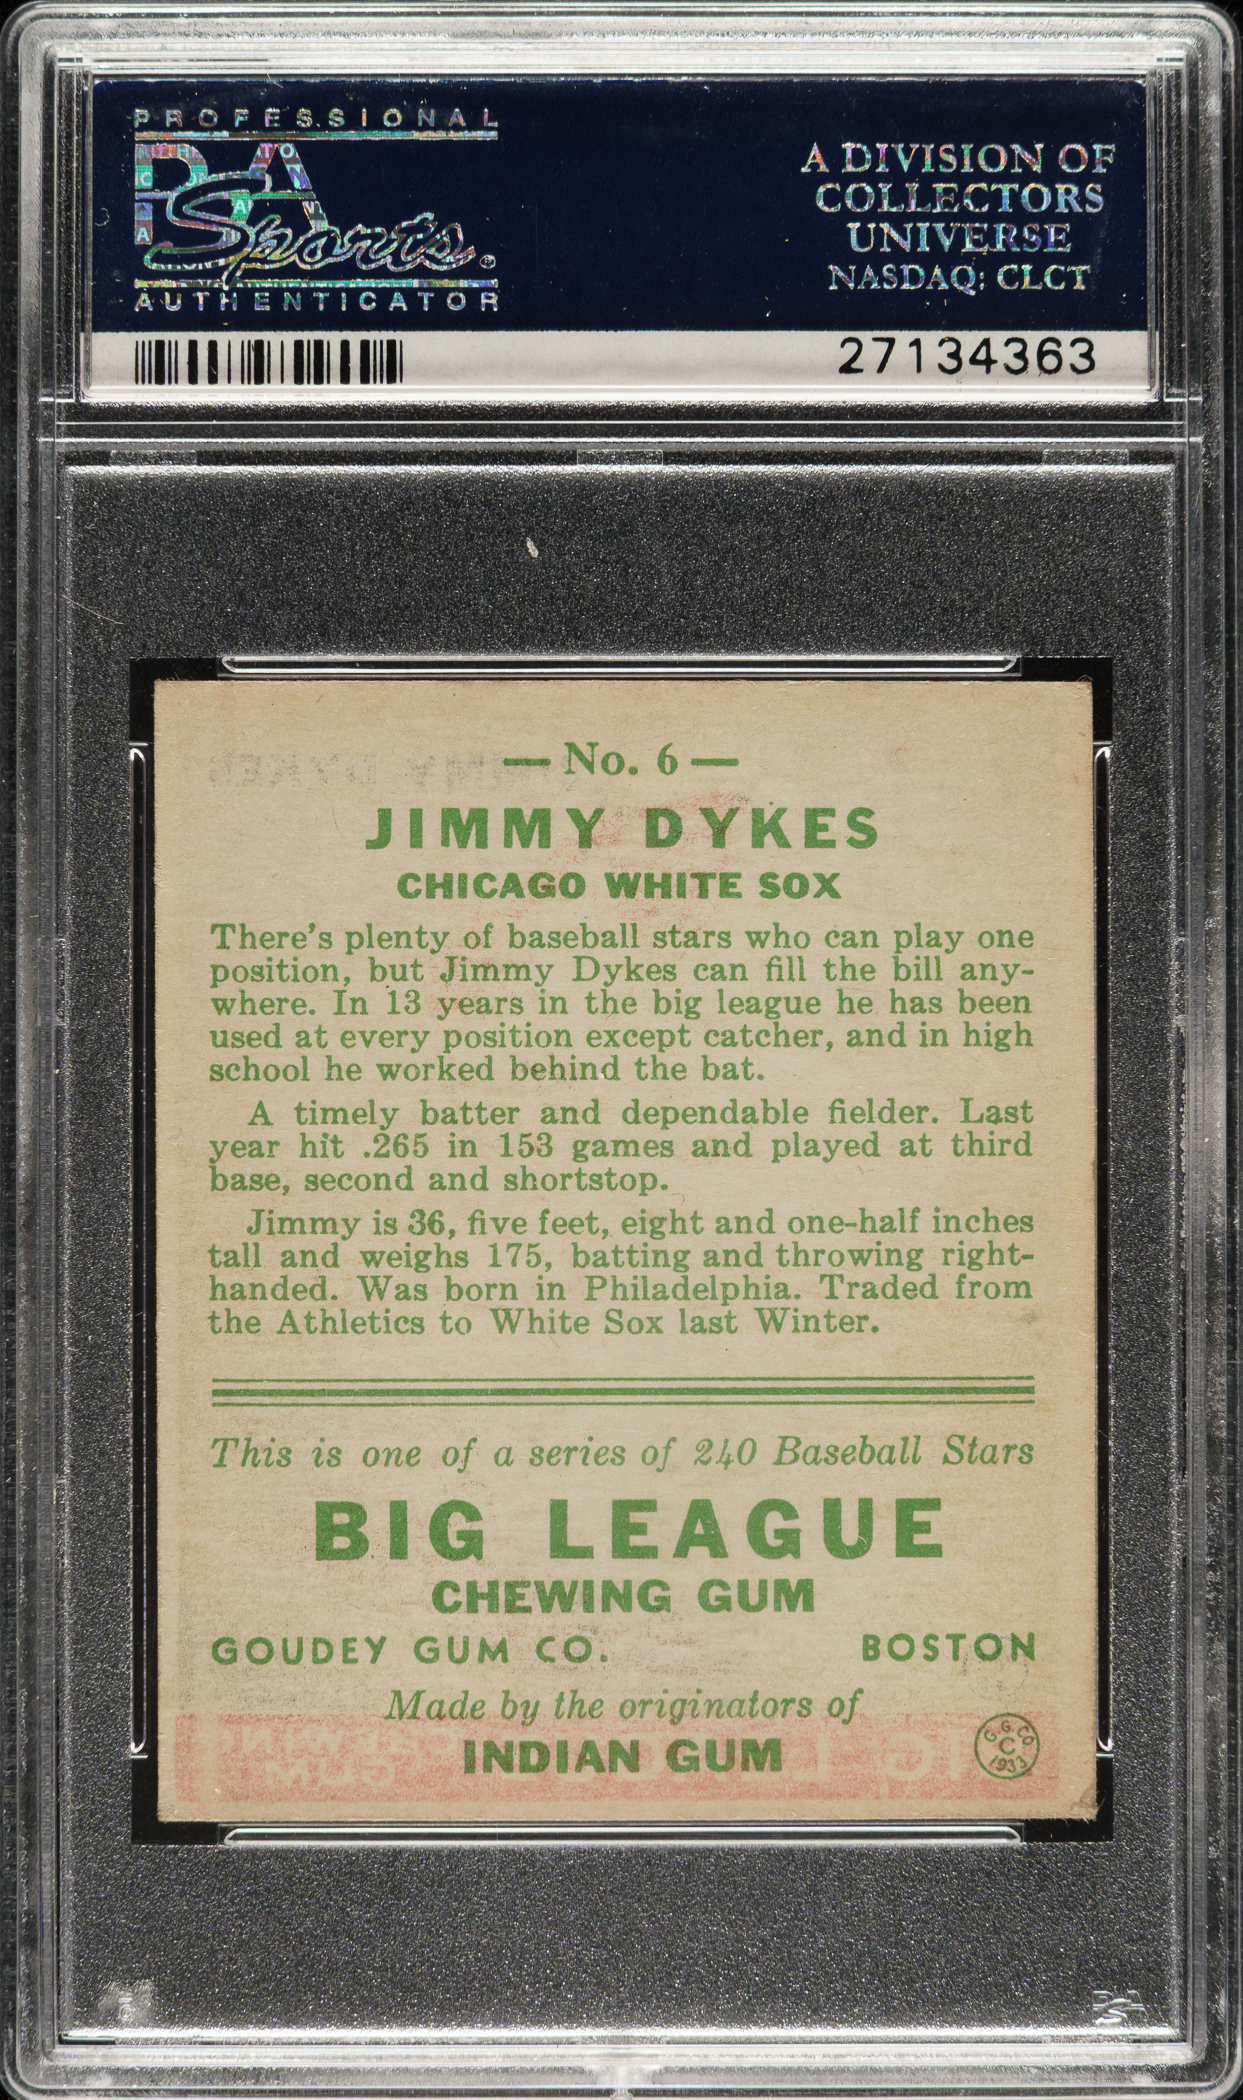 PROFESSIONAL
PSA
Sports
AUTHENTICATOR
A DIVISION OF
COLLECTORS
UNIVERSE
NASDAQ: CLCT
27134363
— No. 6 —
JIMMY DYKES
CHICAGO WHITE SOX
There's plenty of baseball stars who can play one
position, but Jimmy Dykes can fill the bill any-
where. In 13 years in the big league he has been
used at every position except catcher, and in high
school he worked behind the bat.
A timely batter and dependable fielder. Last
year hit .265 in 153 games and played at third
base, second and shortstop.
Jimmy is 36, five feet, eight and one-half inches
tall and weighs 175, batting and throwing right-
handed. Was born in Philadelphia. Traded from
the Athletics to White Sox last Winter.
This is one of a series of 240 Baseball Stars
BIG LEAGUE
CHEWING GUM
GOUDEY GUM CO. BOSTON
Made by the originators of
INDIAN GUM
G. G. CO.
C
1933
PSA